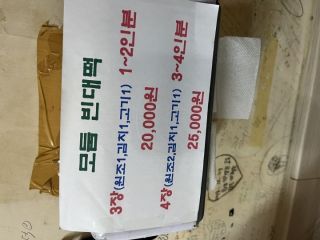 모듬 빈대떡
3장(원조1,김치1,고기1) 1~2인분
20,000원
4장(원조2,김치1,고기1) 3~4인분
25,000원